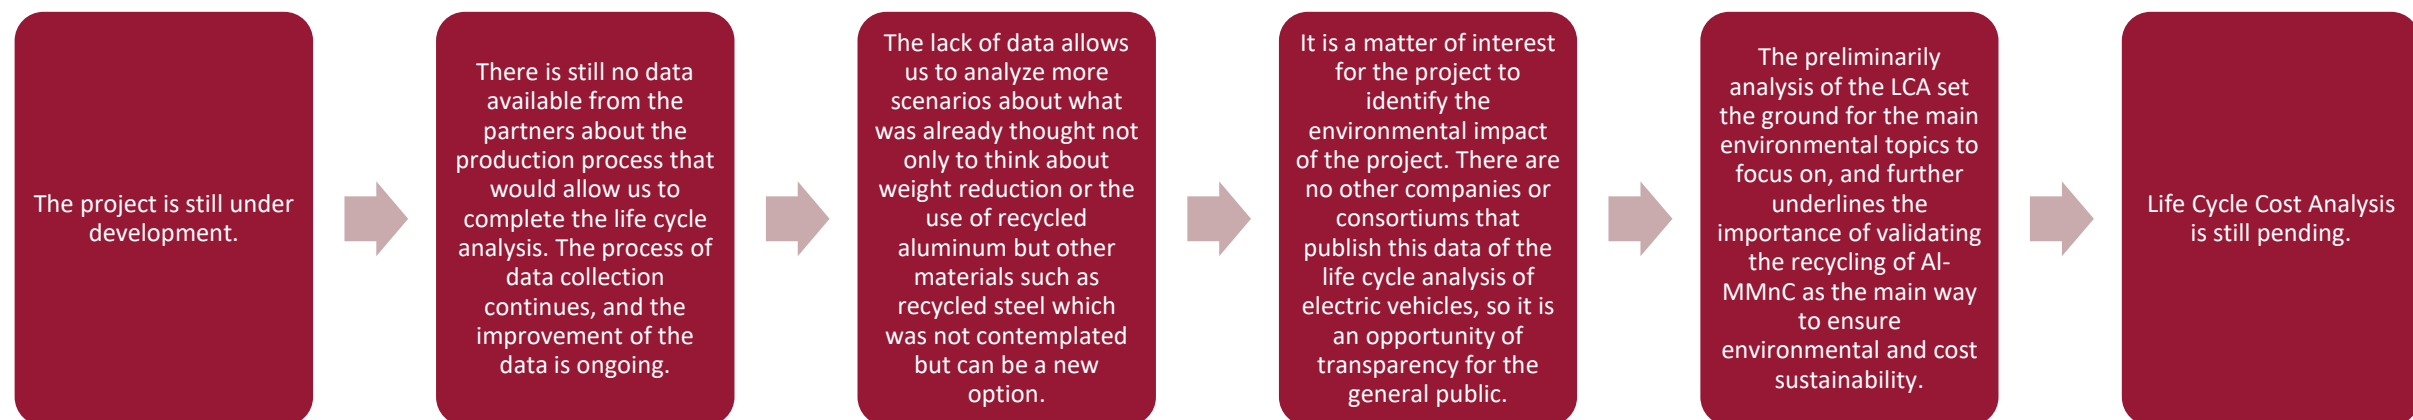 The project is still under
development.
There is still no data
available from the
partners about the
production process that
would allow us to
complete the life cycle
analysis. The process of
data collection
continues, and the
improvement of the
data is ongoing.
The lack of data allows
us to analyze more
scenarios about what
was already thought not
only to think about
weight reduction or the
use of recycled
aluminum but other
materials such as
recycled steel which
was not contemplated
but can be a new
option.
It is a matter of interest
for the project to
identify the
environmental impact
of the project. There are
no other companies or
consortiums that
publish this data of the
life cycle analysis of
electric vehicles, so it is
an opportunity of
transparency for the
general public.
The preliminarily
analysis of the LCA set
the ground for the main
environmental topics to
focus on, and further
underlines the
importance of validating
the recycling of Al-
MMnC as the main way
to ensure
environmental and cost
sustainability.
Life Cycle Cost Analysis
is still pending.